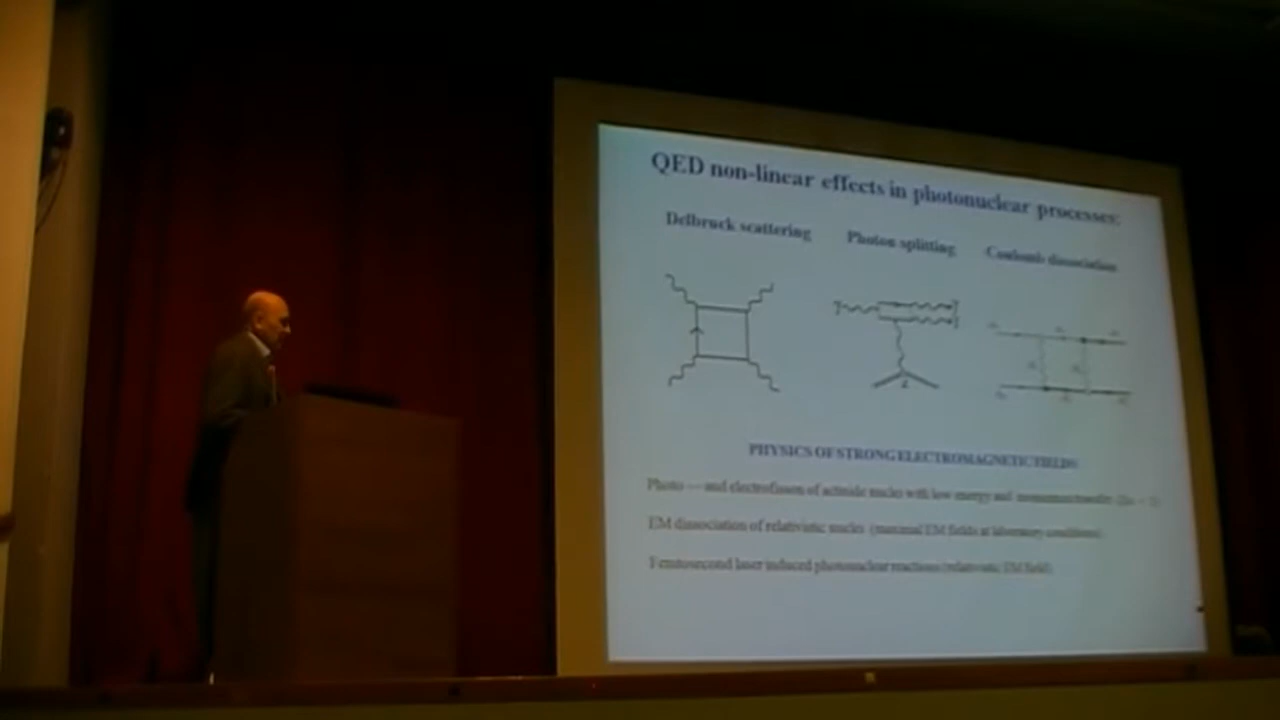 QED non-linear effects in photonuclear processes:
Delbruck scattering Photon splitting Coulomb dissociation
PHYSICS OF STRONG ELECTROMAGNETIC FIELDS
Photo — and electrofission of actinide nuclei with low energy and momentum transfer
EM dissociation of relativistic nuclei (maximal EM fields at laboratory conditions)
Femtosecond laser induced photonuclear reactions (relativistic EM field)